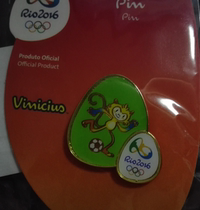 Pin
Rio2016
Pin
Produto Oficial
Official Product
Vinicius
Rio2016